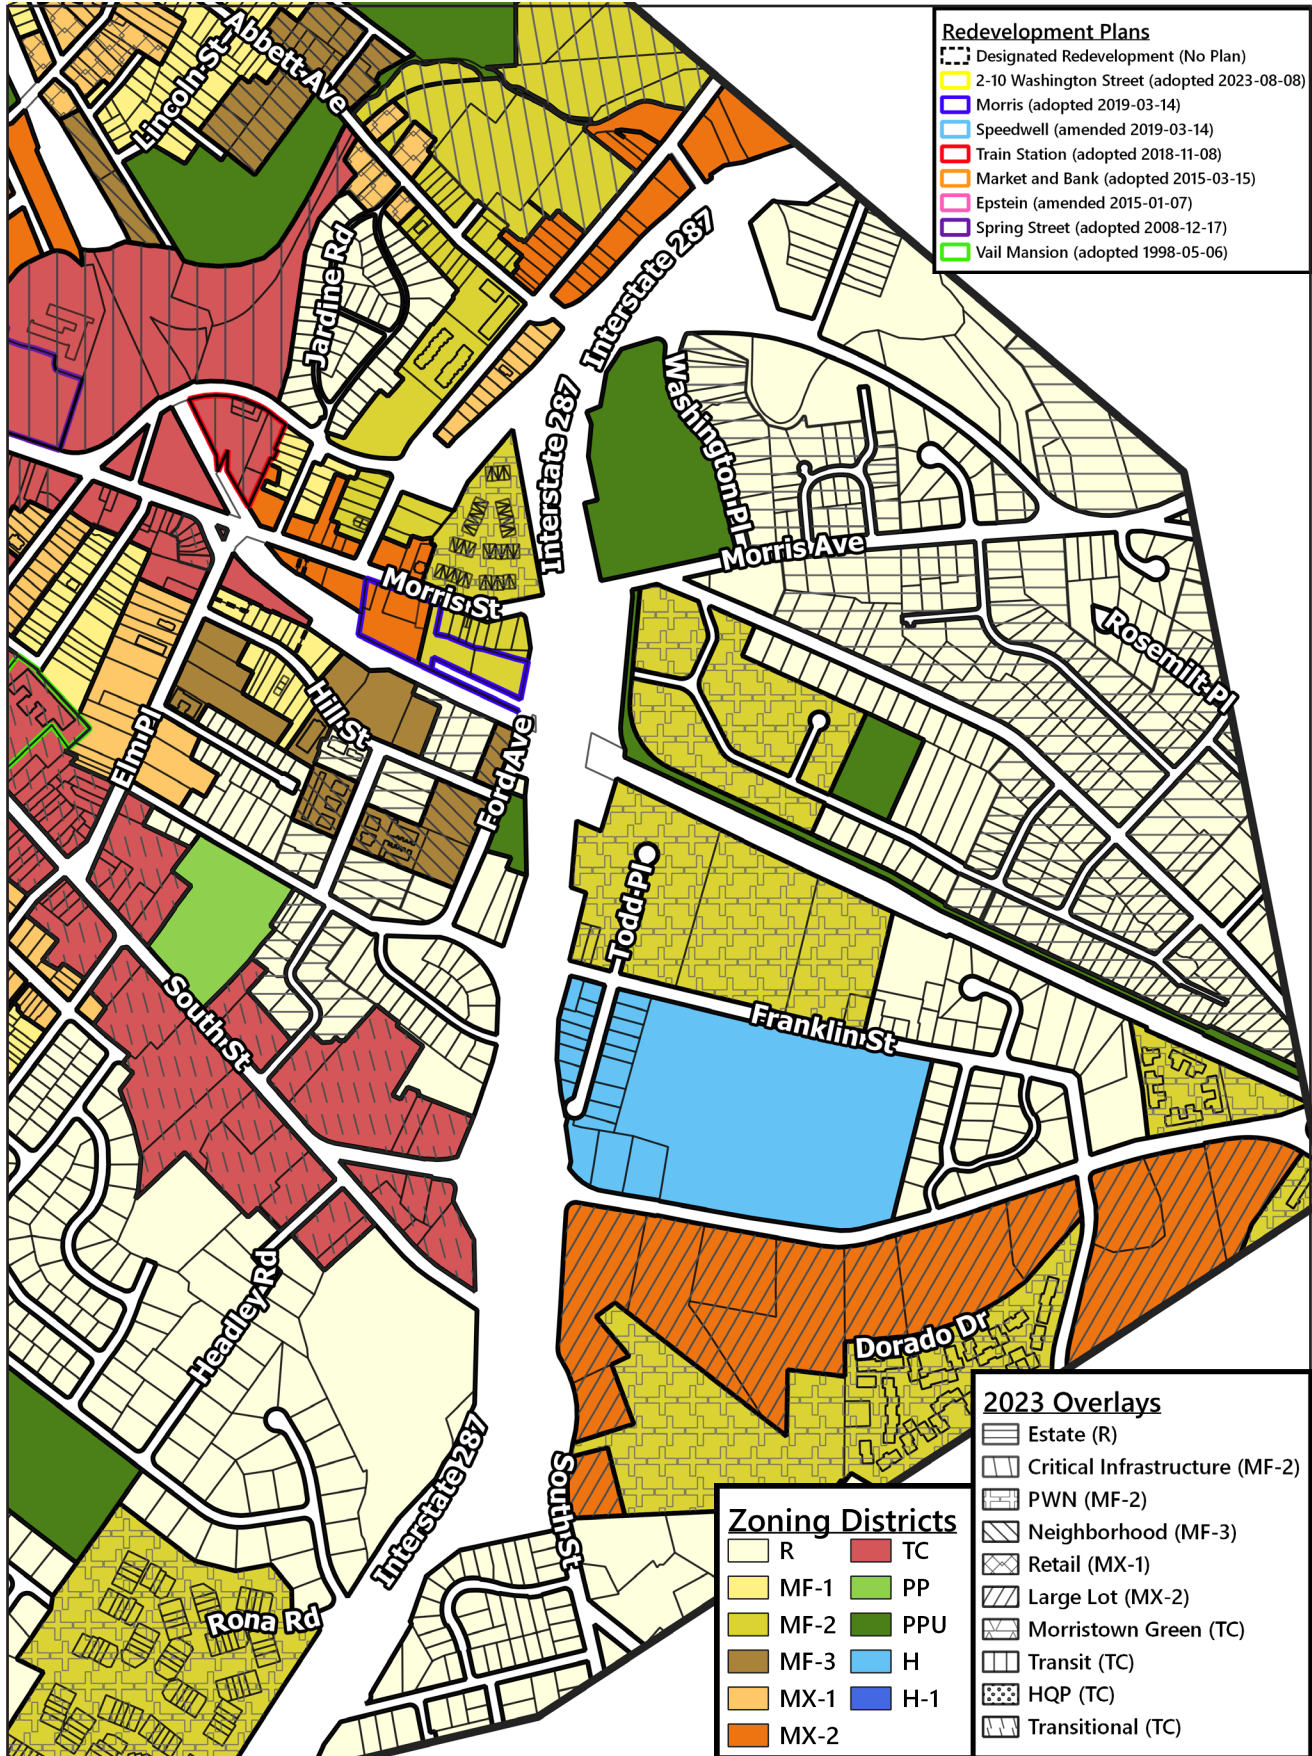 Redevelopment Plans
Designated Redevelopment (No Plan)
2-10 Washington Street (adopted 2023-08-08)
Morris (adopted 2019-03-14)
Speedwell (amended 2019-03-14)
Train Station (adopted 2018-11-08)
Market and Bank (adopted 2015-03-15)
Epstein (amended 2015-01-07)
Spring Street (adopted 2008-12-17)
Vail Mansion (adopted 1998-05-06)
Abbett Ave
Lincoln St
Jardine Rd
Interstate 287
Interstate 287
Washington Pl
Morris Ave
Morris St
Rosemilt Pl
Hill St
Elm Pl
Ford Ave
Todd Pl
South St
Franklin St
Headley Rd
Dorado Dr
Interstate 287
South St
Rona Rd
2023 Overlays
Estate (R)
Critical Infrastructure (MF-2)
PWN (MF-2)
Neighborhood (MF-3)
Retail (MX-1)
Large Lot (MX-2)
Morristown Green (TC)
Transit (TC)
HQP (TC)
Transitional (TC)
Zoning Districts
R
MF-1
MF-2
MF-3
MX-1
MX-2
TC
PP
PPU
H
H-1